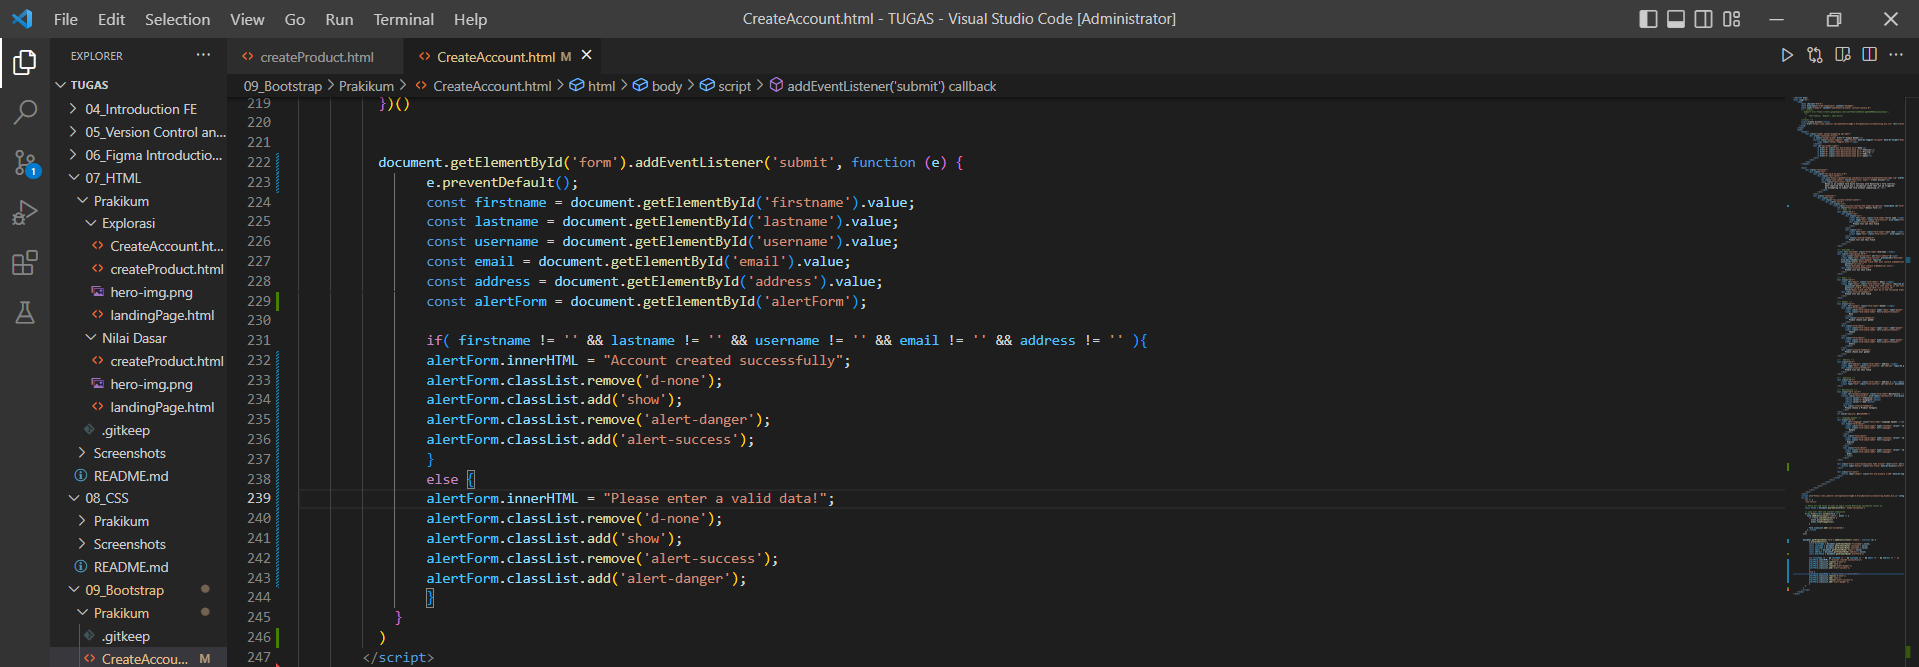 File Edit Selection View Go Run Terminal Help
CreateAccount.html - TUGAS - Visual Studio Code [Administrator]
EXPLORER
TUGAS
04_Introduction FE
05_Version Control an...
06_Figma Introductio...
07_HTML
Prakikum
Explorasi
CreateAccount.ht...
createProduct.html
hero-img.png
landingPage.html
Nilai Dasar
createProduct.html
hero-img.png
landingPage.html
.gitkeep
Screenshots
README.md
08_CSS
Prakikum
Screenshots
README.md
09_Bootstrap
Prakikum
.gitkeep
CreateAccou... M
1
createProduct.html
CreateAccount.html M
09_Bootstrap > Prakikum > CreateAccount.html > html > body > script > addEventListener('submit') callback
219 })()
220
221
222 document.getElementById('form').addEventListener('submit', function (e) {
223 e.preventDefault();
224 const firstname = document.getElementById('firstname').value;
225 const lastname = document.getElementById('lastname').value;
226 const username = document.getElementById('username').value;
227 const email = document.getElementById('email').value;
228 const address = document.getElementById('address').value;
229 const alertForm = document.getElementById('alertForm');
230
231 if( firstname != '' && lastname != '' && username != '' && email != '' && address != '' ){
232 alertForm.innerHTML = "Account created successfully";
233 alertForm.classList.remove('d-none');
234 alertForm.classList.add('show');
235 alertForm.classList.remove('alert-danger');
236 alertForm.classList.add('alert-success');
237 }
238 else {
239 alertForm.innerHTML = "Please enter a valid data!";
240 alertForm.classList.remove('d-none');
241 alertForm.classList.add('show');
242 alertForm.classList.remove('alert-success');
243 alertForm.classList.add('alert-danger');
244 }
245 }
246 )
247 </script>